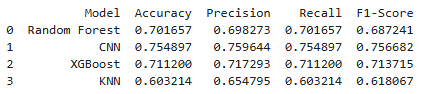 Model Accuracy Precision Recall F1-Score
0 Random Forest 0.701657 0.698273 0.701657 0.687241
1 CNN 0.754897 0.759644 0.754897 0.756682
2 XGBoost 0.711200 0.717293 0.711200 0.713715
3 KNN 0.603214 0.654795 0.603214 0.618067